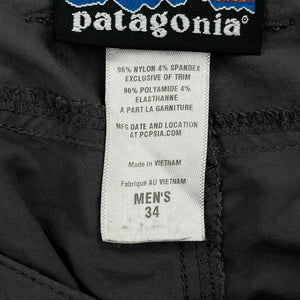 patagonia
96% NYLON 4% SPANDEX
EXCLUSIVE OF TRIM
96% POLYAMIDE 4%
ELASTHANNE
A PART LA GARNITURE
MFG DATE AND LOCATION
AT PCPSIA.COM
Made in VIETNAM
Fabriqué AU VIETNAM
MEN'S
34